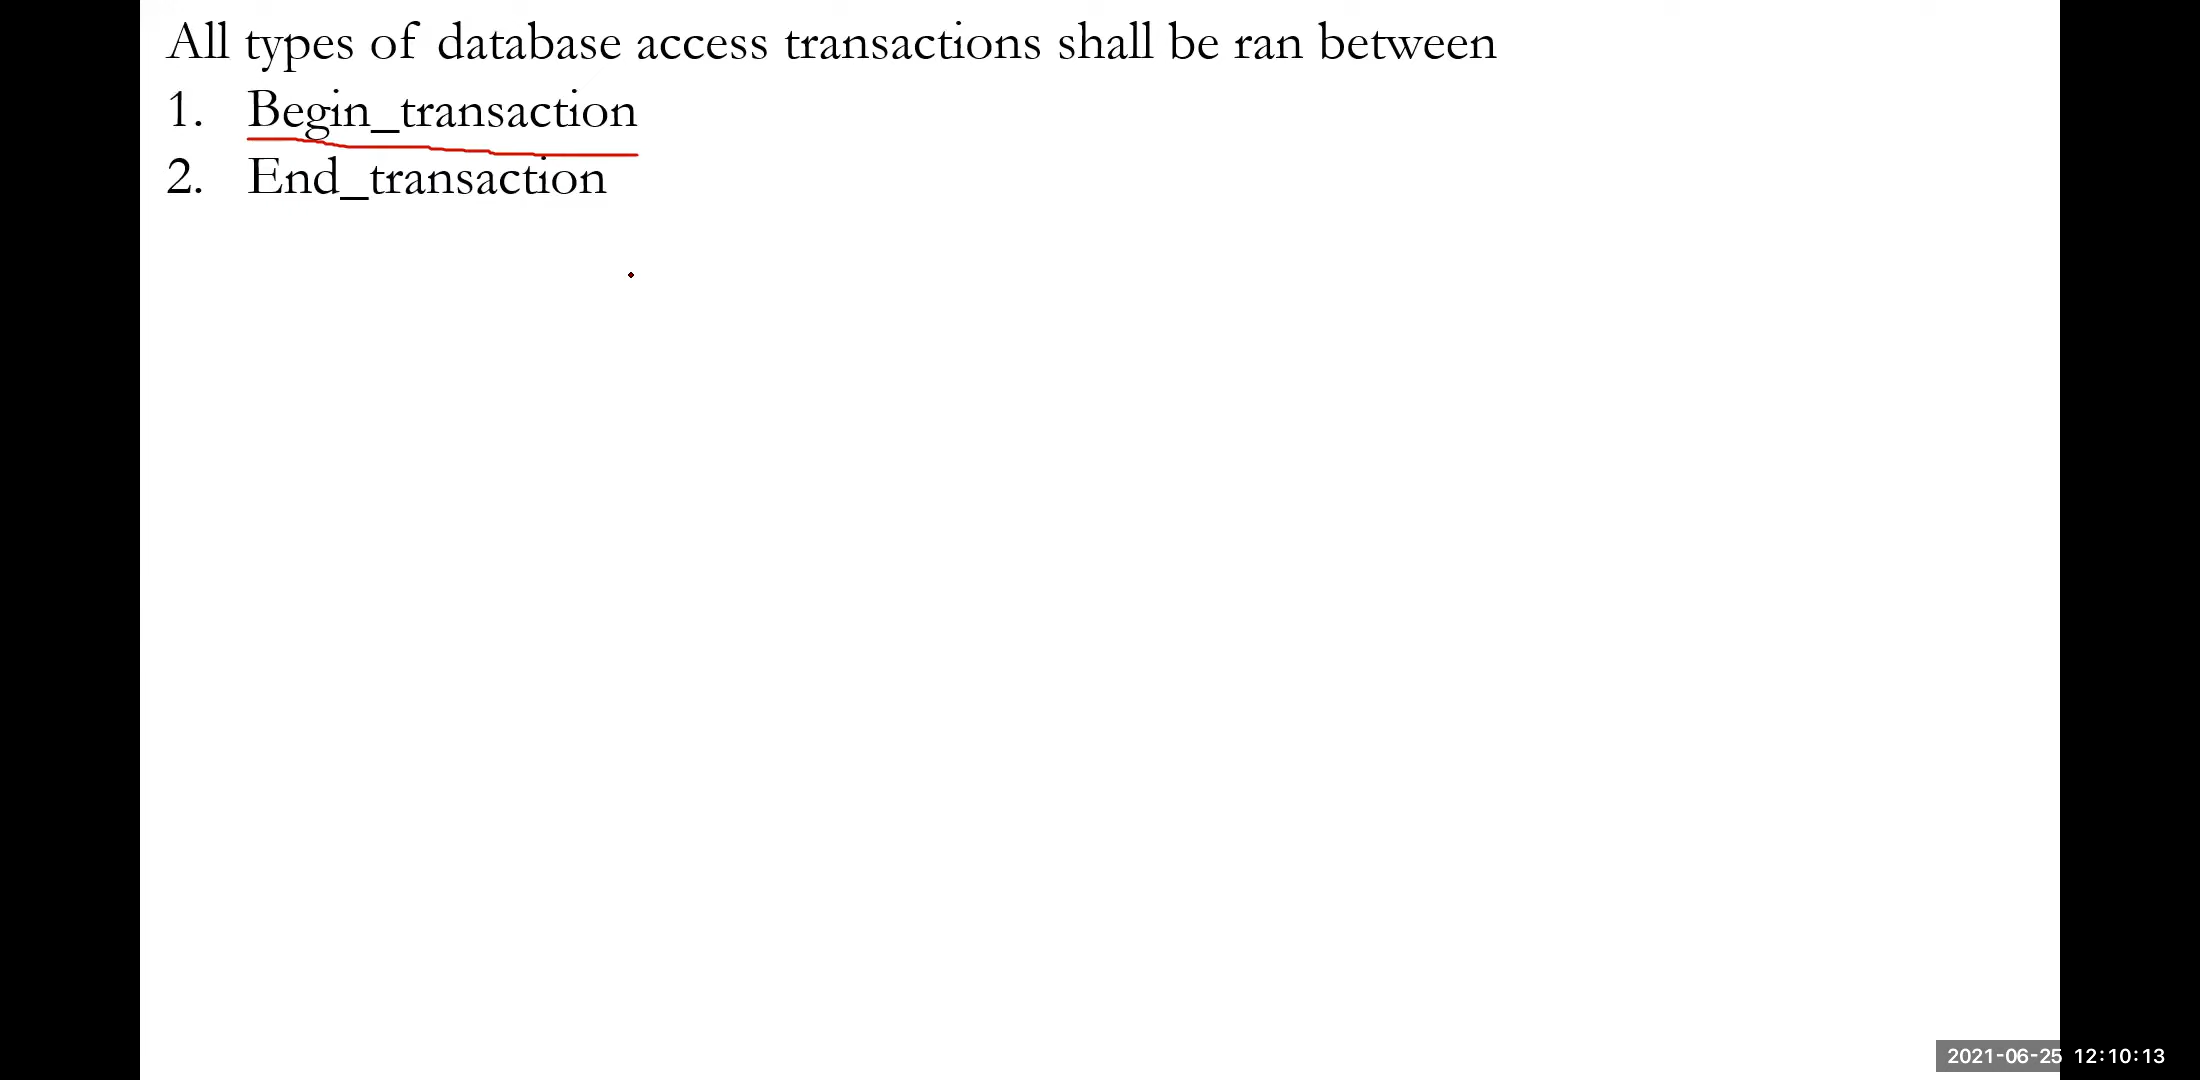 All types of database access transactions shall be ran between
1. Begin_transaction
2. End_transaction
2021-06-25 12:10:13